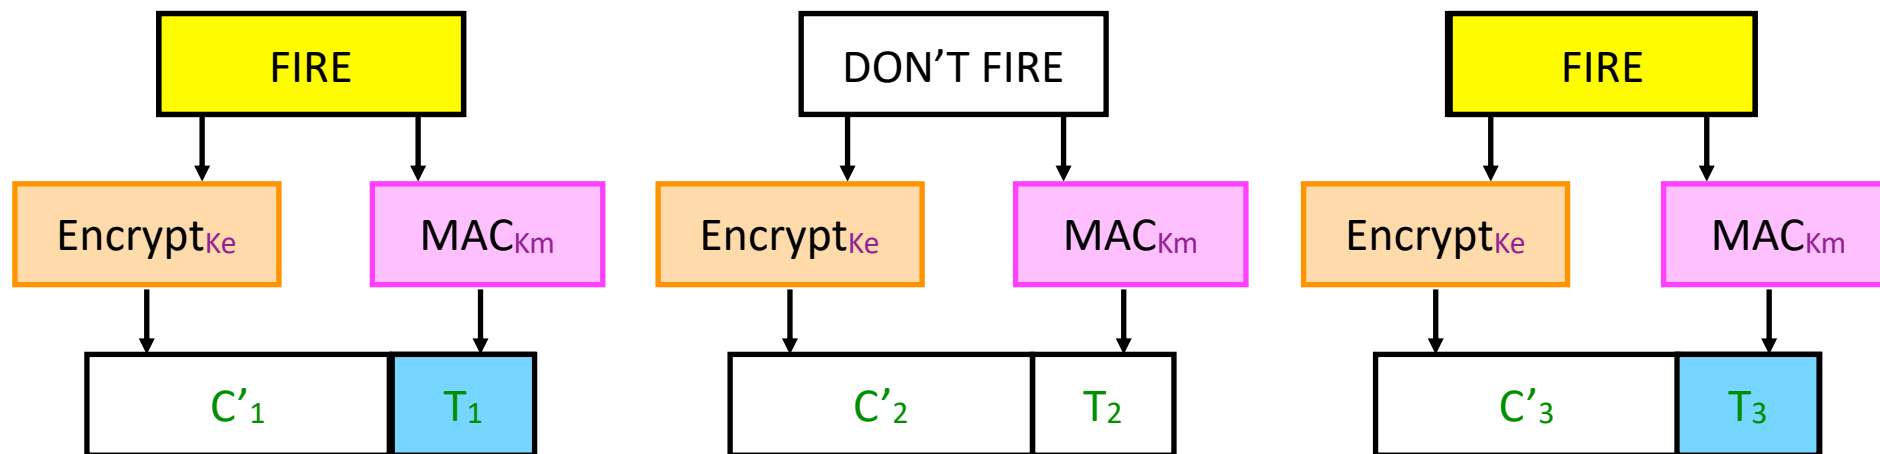 FIRE
DON’T FIRE
FIRE
EncryptKe
MACKm
EncryptKe
MACKm
EncryptKe
MACKm
C’1
T1
C’2
T2
C’3
T3